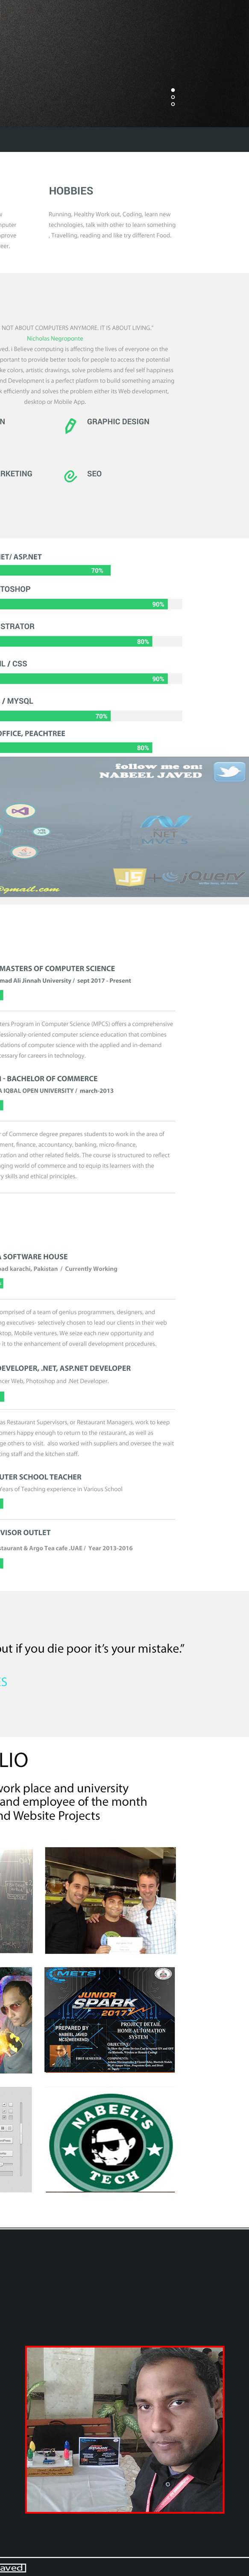 HOBBIES
Running, Healthy Work out, Coding, learn new
technologies, talk with other to learn something
, Travelling, reading and like try different Food.
NOT ABOUT COMPUTERS ANYMORE. IT IS ABOUT LIVING."
Nicholas Negroponte
ved. i Believe computing is affecting the lives of everyone on the
portant to provide better tools for people to access the potential
ke colors, artistic drawings, solve problems and feel self happiness
nd Development is a perfect platform to build something amazing
efficiently and solves the problem either its Web development,
desktop or Mobile App.
N
GRAPHIC DESIGN
RKETING
SEO
ET/ ASP.NET
70%
TOSHOP
90%
STRATOR
80%
L / CSS
90%
/ MYSQL
70%
OFFICE, PEACHTREE
80%
follow me on:
NABEEL JAVED
.NET
MVC 5
JS + jQuery
@gmail.com
MASTERS OF COMPUTER SCIENCE
mad Ali Jinnah University / sept 2017 - Present
ters Program In Computer Science (MPCS) offers a comprehensive
fessionally-oriented computer science education that combines
dations of computer science with the applied and in-demand
cessary for careers in technology.
- BACHELOR OF COMMERCE
A IQBAL OPEN UNIVERSITY / march-2013
of Commerce degree prepares students to work in the area of
ment, finance, accountancy, banking, micro-finance,
tration and other related fields. The course is structured to reflect
nging world of commerce and to equip its learners with the
ry skills and ethical principles.
SOFTWARE HOUSE
ad karachi, Pakistan / Currently Working
comprised of a team of genius programmers, designers, and
ng executives- selectively chosen to lead our clients in their web
ktop, Mobile ventures. We seize each new opportunity and
it to the enhancement of overall development procedures.
EVELOPER, .NET, ASP.NET DEVELOPER
ncer Web, Photoshop and .Net Developer.
as Restaurant Supervisors, or Restaurant Managers, work to keep
omers happy enough to return to the restaurant, as well as
ge others to visit. also worked with suppliers and oversee the wait
ting staff and the kitchen staff.
UTER SCHOOL TEACHER
Years of Teaching experience in Various School
VISOR OUTLET
staurant & Argo Tea cafe .UAE / Year 2013-2016
ut if you die poor it's your mistake."
ES
LIO
work place and university
and employee of the month
nd Website Projects
METS
JUNIOR
SPARK
2017
PREPARED BY
NABEEL JAVED
PROJECT DETAIL
HOME AUTOMATION
SYSTEM
NABEEL'S
TECH
aved